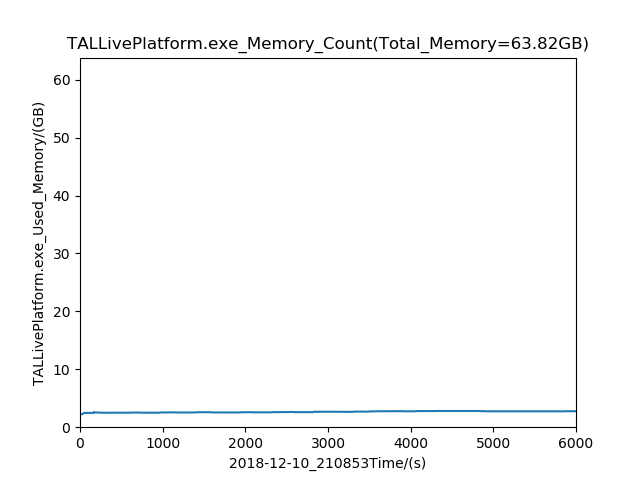 TALLivePlatform.exe_Memory_Count(Total_Memory=63.82GB)
TALLivePlatform.exe_Used_Memory/(GB)
60
50
40
30
20
10
0
0 1000 2000 3000 4000 5000 6000
2018-12-10_210853Time/(s)